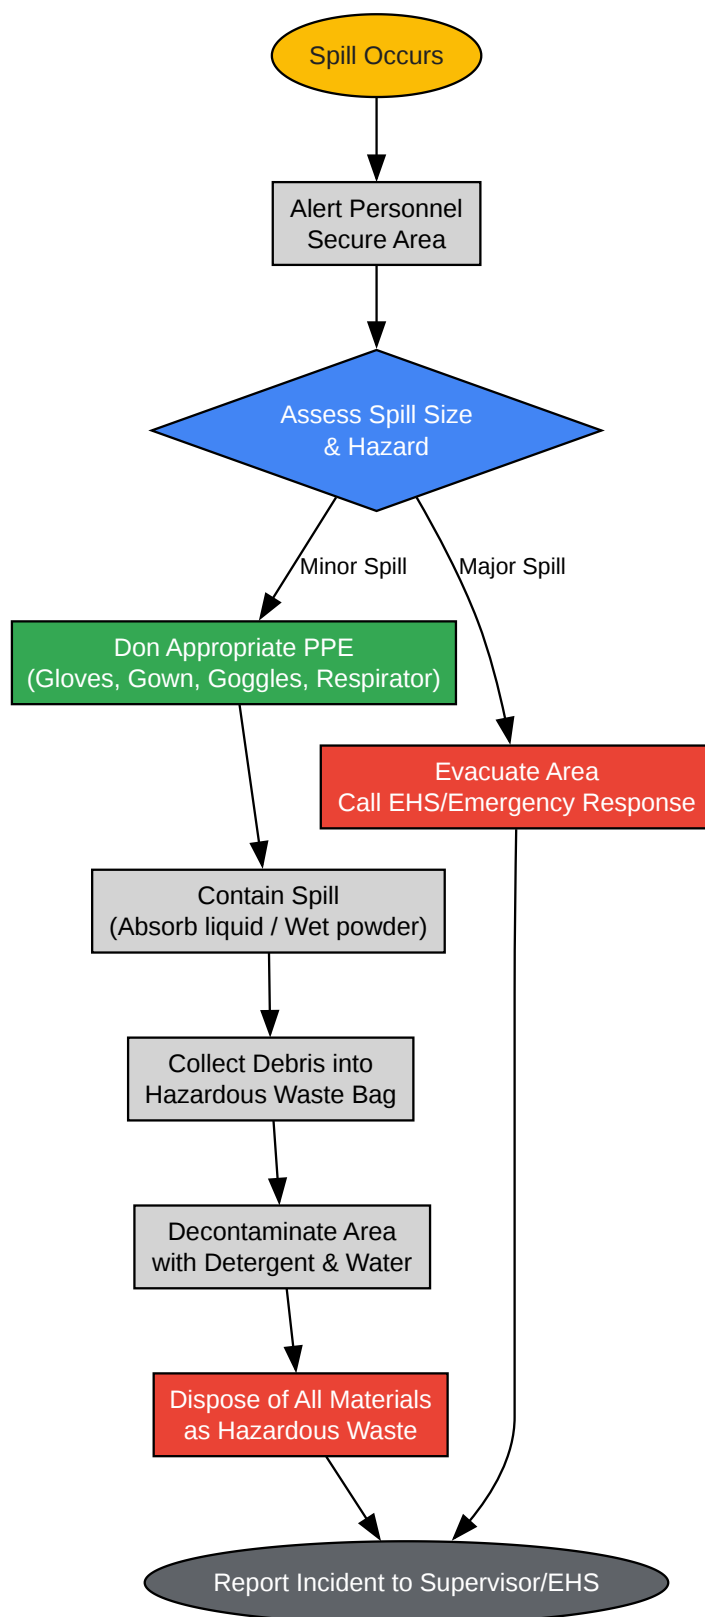 Spill Occurs
Alert Personnel
Secure Area
Assess Spill Size
& Hazard
Minor Spill
Major Spill
Don Appropriate PPE
(Gloves, Gown, Goggles, Respirator)
Evacuate Area
Call EHS/Emergency Response
Contain Spill
(Absorb liquid / Wet powder)
Collect Debris into
Hazardous Waste Bag
Decontaminate Area
with Detergent & Water
Dispose of All Materials
as Hazardous Waste
Report Incident to Supervisor/EHS